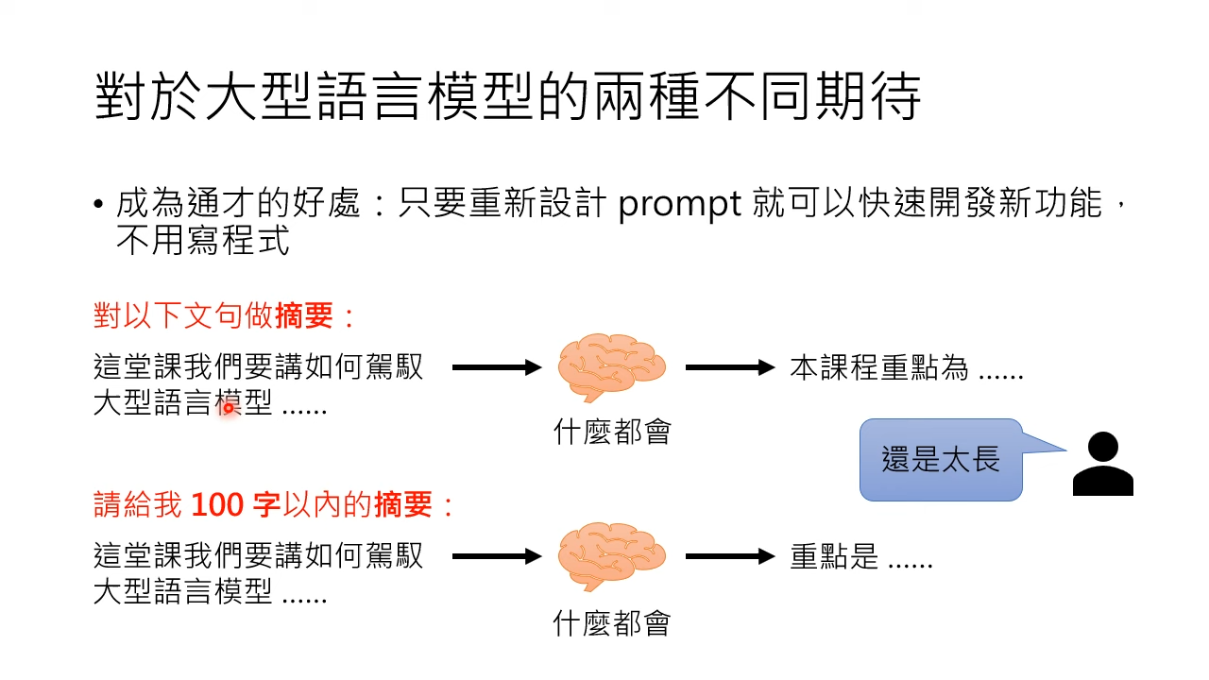 對於大型語言模型的兩種不同期待
• 成為通才的好處：只要重新設計 prompt 就可以快速開發新功能，
不用寫程式
對以下文句做摘要：
這堂課我們要講如何駕馭
大型語言模型 ......
什麼都會
本課程重點為 ......
還是太長
請給我 100 字以內的摘要：
這堂課我們要講如何駕馭
大型語言模型 ......
什麼都會
重點是 ......